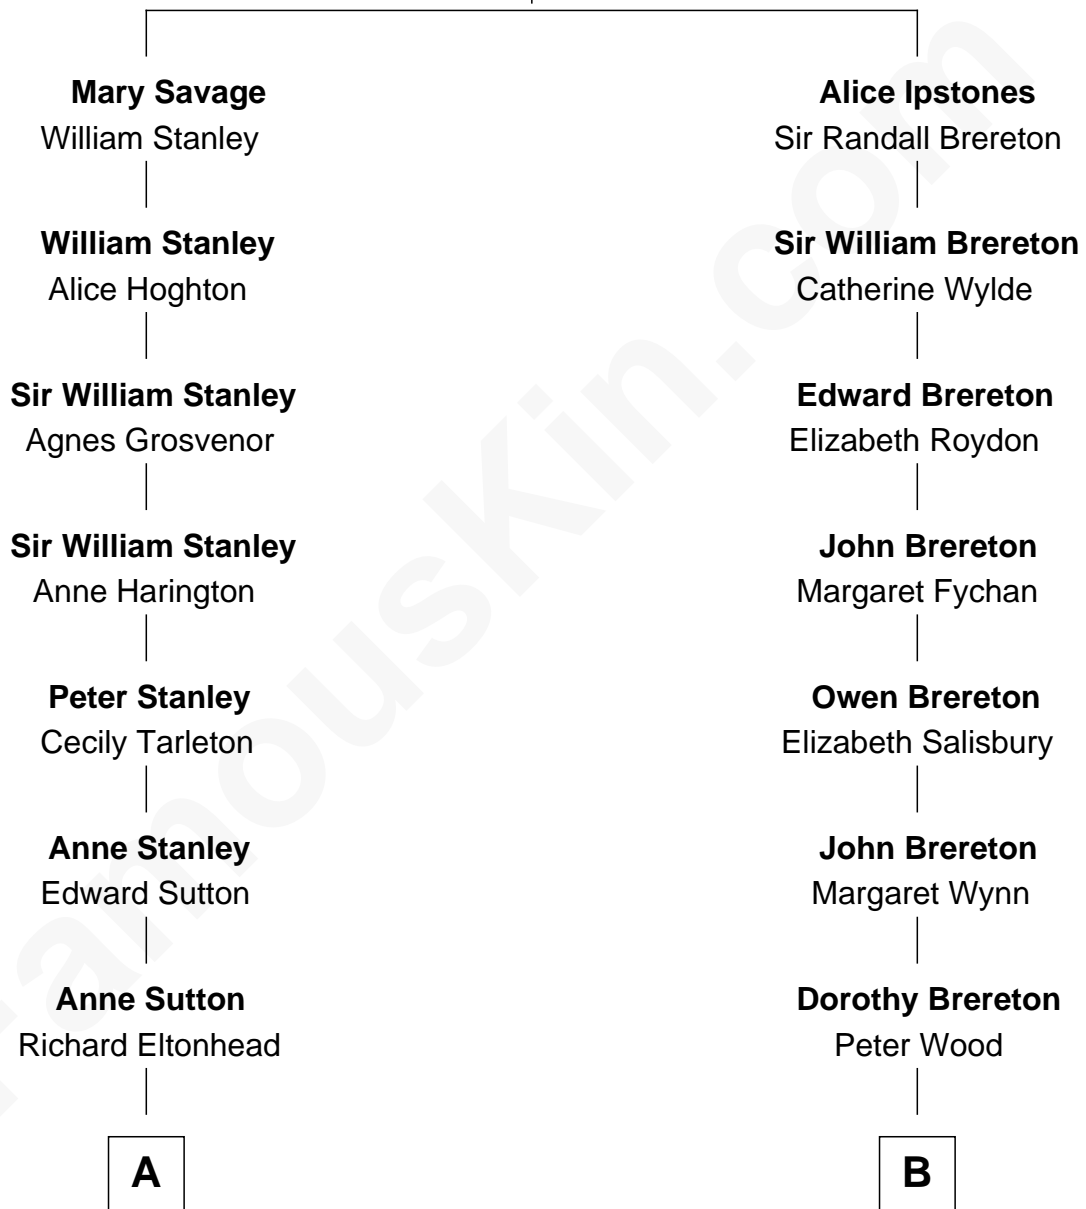 Mary Savage
William Stanley
William Stanley
Alice Hoghton
Sir William Stanley
Agnes Grosvenor
Sir William Stanley
Anne Harington
Peter Stanley
Cecily Tarleton
Anne Stanley
Edward Sutton
Anne Sutton
Richard Eltonhead
A
Alice Ipstones
Sir Randall Brereton
Sir William Brereton
Catherine Wylde
Edward Brereton
Elizabeth Roydon
John Brereton
Margaret Fychan
Owen Brereton
Elizabeth Salisbury
John Brereton
Margaret Wynn
Dorothy Brereton
Peter Wood
B
FamousKin.com